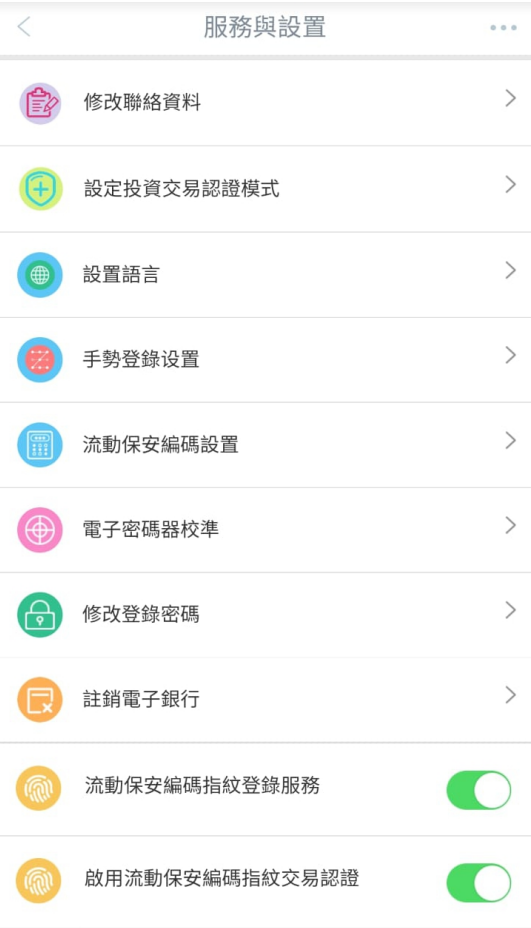 服務與設置
修改聯絡資料
設定投資交易認證模式
設置語言
手勢登錄设置
流動保安編碼設置
電子密碼器校準
修改登錄密碼
註銷電子銀行
流動保安編碼指紋登錄服務
啟用流動保安編碼指紋交易認證